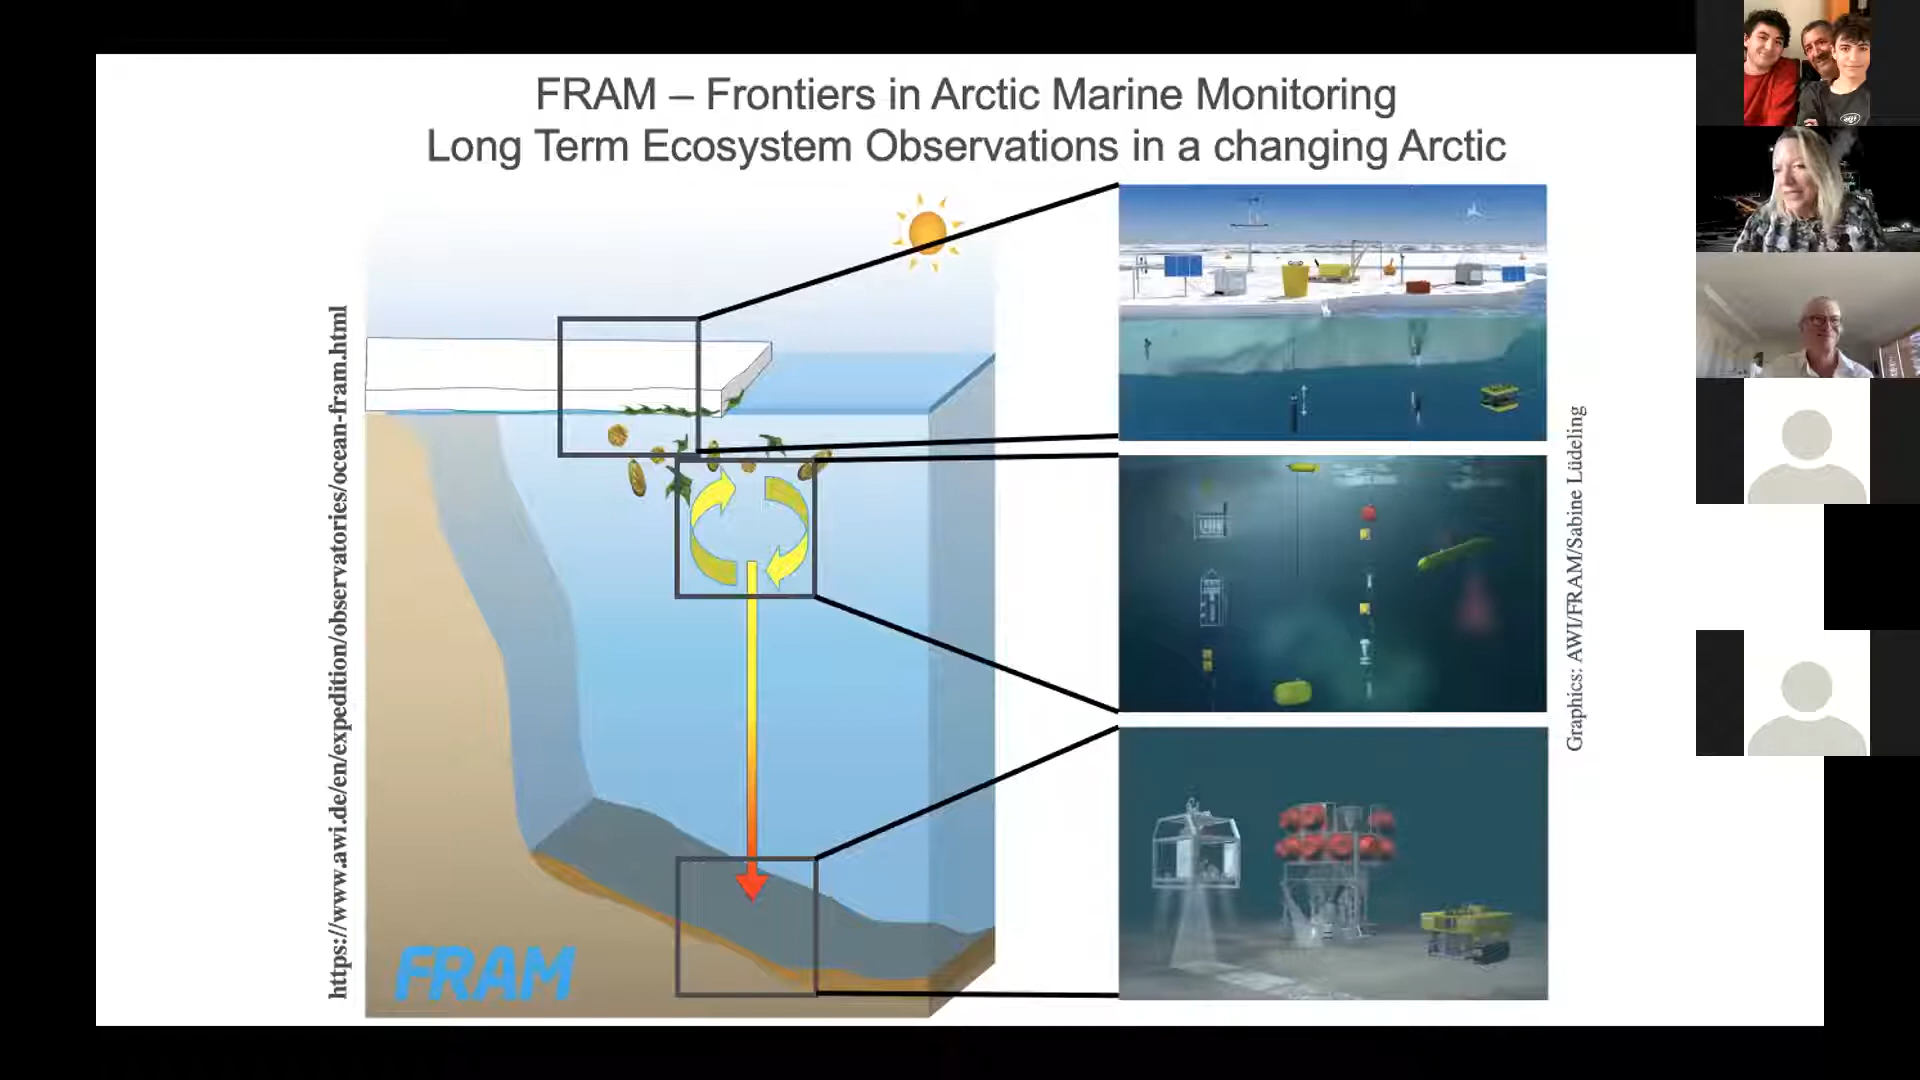 FRAM – Frontiers in Arctic Marine Monitoring
Long Term Ecosystem Observations in a changing Arctic
https://www.awi.de/en/expedition/observatories/ocean-fram.html
Graphics: AWI/FRAM/Sabine Lüdeling
FRAM